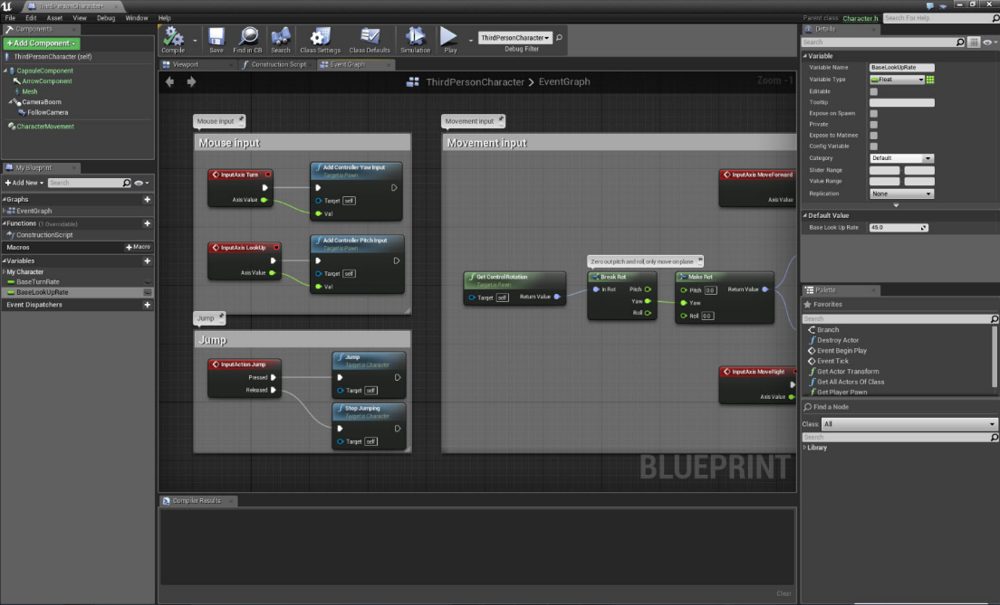 ThirdPersonCharacter*
File Edit Asset View Debug Window Help
Parent class: Character.h Search For Help
Components
+Add Component
ThirdPersonCharacter (self)
CapsuleComponent
ArrowComponent
Mesh
CameraBoom
FollowCamera
CharacterMovement
My Blueprint
+Add New Search
Graphs
EventGraph
Functions (1 Overridable)
ConstructionScript
Macros +Macro
Variables
My Character
BaseTurnRate
BaseLookUpRate
Event Dispatchers
Compile Save Find in CB Search Class Settings Class Defaults Simulation Play
ThirdPersonCharacter
Debug Filter
Viewport Construction Script Event Graph
ThirdPersonCharacter > EventGraph
Zoom -1
Mouse input
Mouse input
InputAxis Turn
Axis Value
Add Controller Yaw Input
Target is Pawn
Target self
Val
InputAxis LookUp
Axis Value
Add Controller Pitch Input
Target is Pawn
Target self
Val
Jump
Jump
InputAction Jump
Pressed
Released
Jump
Target is Character
Target self
Stop Jumping
Target is Character
Target self
Movement input
Movement input
InputAxis MoveForward
Axis Value
Zero out pitch and roll, only move on plane
Get ControlRotation
Target is Pawn
Target self Return Value
Break Rot
In Rot Pitch
Yaw
Roll
Make Rot
Pitch 0.0 Return Value
Yaw
Roll 0.0
InputAxis MoveRight
Axis Value
BLUEPRINT
Compiler Results
Clear
Details
Search
Variable
Variable Name BaseLookUpRate
Variable Type Float
Editable
Tooltip
Expose on Spawn
Private
Expose to Matinee
Config Variable
Category Default
Slider Range
Value Range
Replication None
Default Value
Base Look Up Rate 45.0
Palette
Favorites
Search
Branch
Destroy Actor
Event Begin Play
Event Tick
Get Actor Transform
Get All Actors Of Class
Get Player Pawn
Find a Node
Class: All
Search
Library